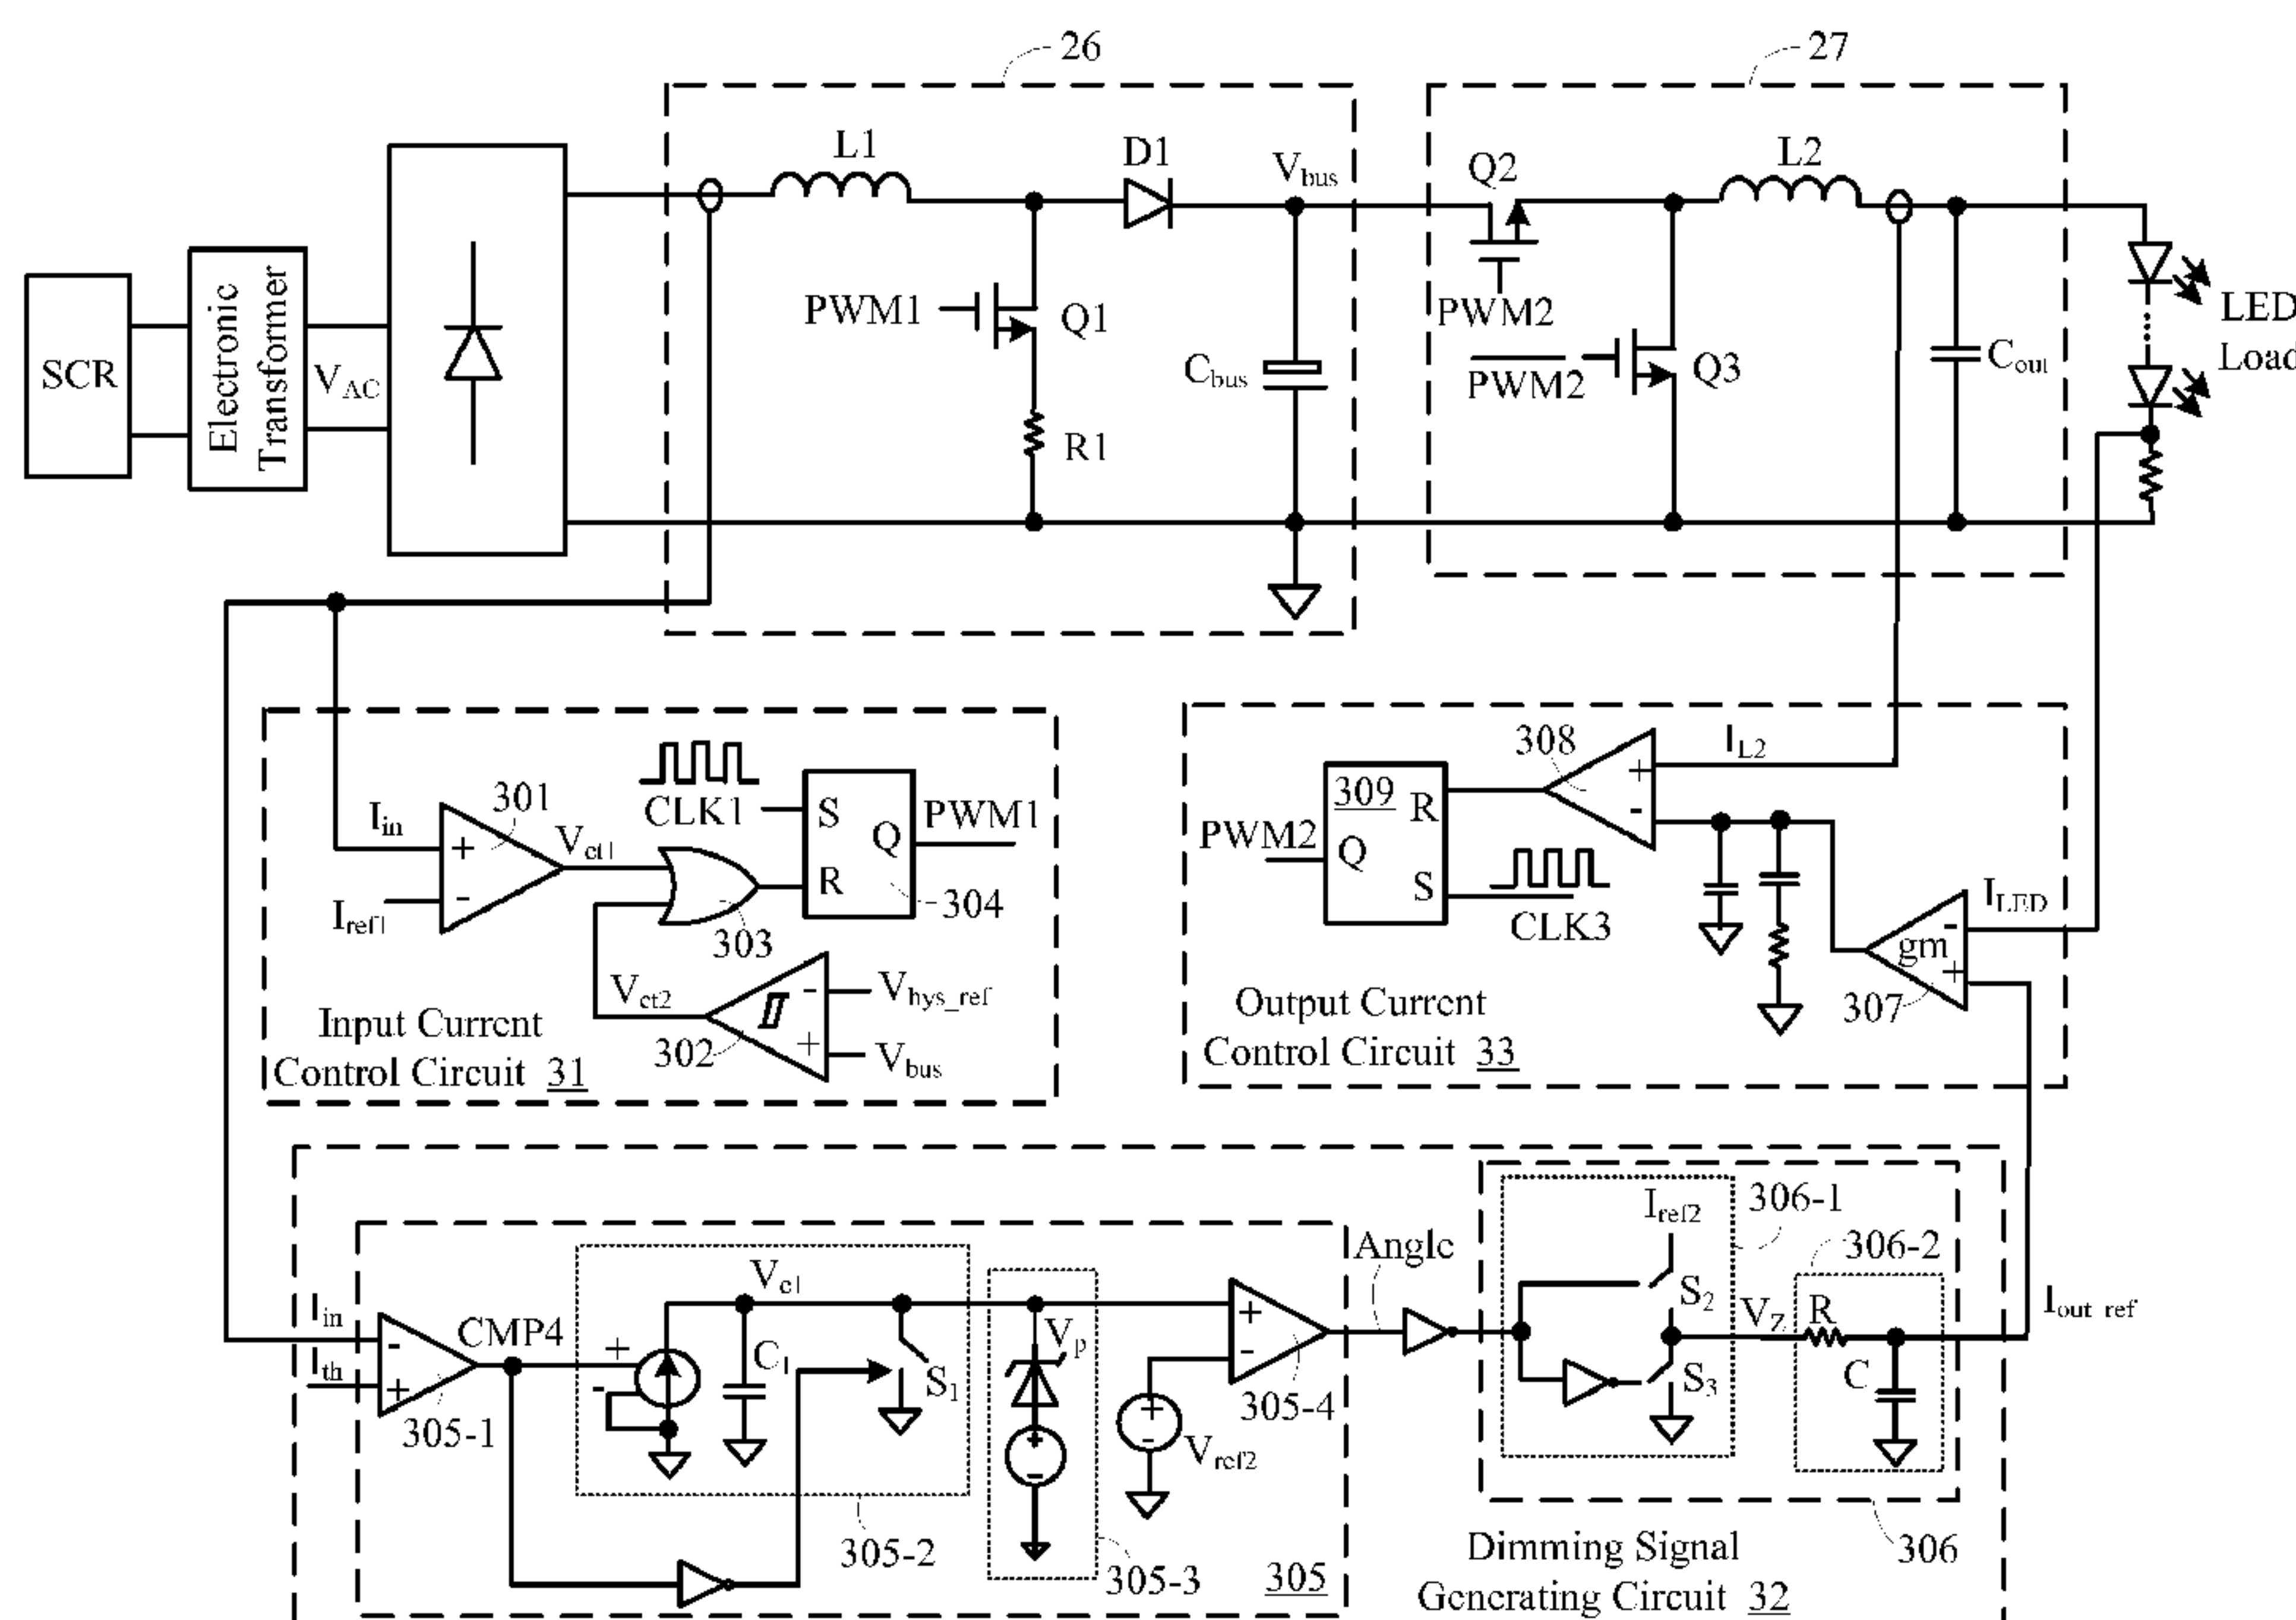 26
27
L1
D1
Vbus
Q2
L2
PWM1
Q1
PWM2
PWM2
Q3
Cbus
Cout
LED
Load
SCR
Electronic
Transformer
VAC
R1
308
IL2
301
CLK1
S
PWM1
309
R
+
-
Iin
Vct1
Q
PWM2
Q
+
-
R
S
ILED
Iref1
304
303
CLK3
-
gm
+
Vct2
-
Vhys_ref
307
Input Current
Control Circuit 31
302
+
Vbus
Output Current
Control Circuit 33
306-1
Iref2
Angle
306-2
Vc1
S2
Iin
CMP4
-
+
Ith
+
-
C1
S1
Vp
+
-
VZ
R
Iout_ref
S3
C
305-1
305-4
+
-
Vref2
+
-
305-2
305-3
305
Dimming Signal
Generating Circuit 32
306